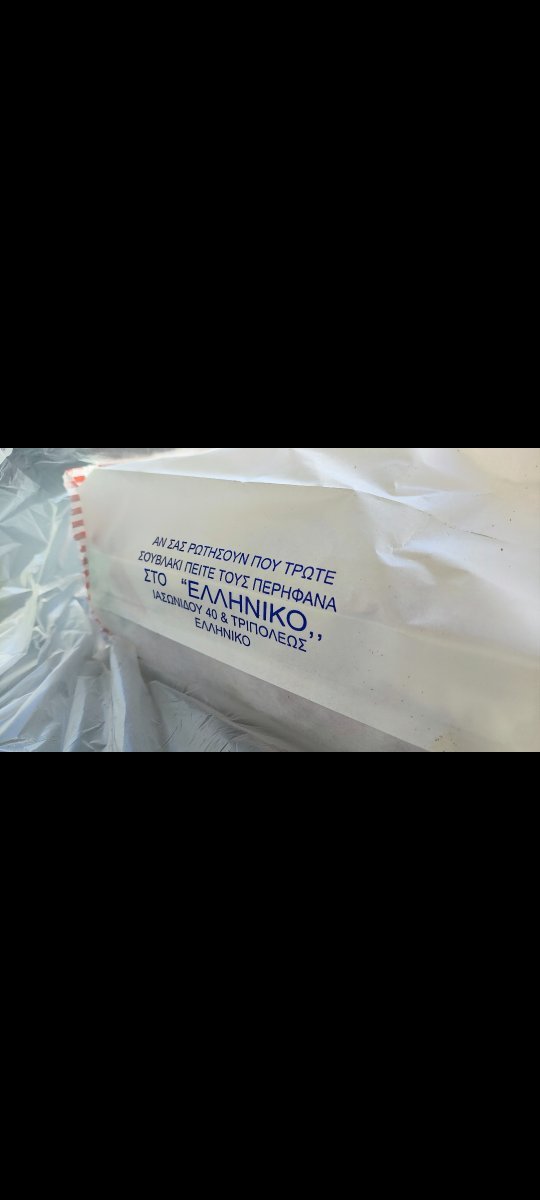 ΑΝ ΣΑΣ ΡΩΤΗΣΟΥΝ ΠΟΥ ΤΡΩΤΕ
ΣΟΥΒΛΑΚΙ ΠΕΙΤΕ ΤΟΥΣ ΠΕΡΗΦΑΝΑ
ΣΤΟ “ΕΛΛΗΝΙΚΟ,,
ΙΑΣΩΝΙΔΟΥ 40 & ΤΡΙΠΟΛΕΩΣ
ΕΛΛΗΝΙΚΟ